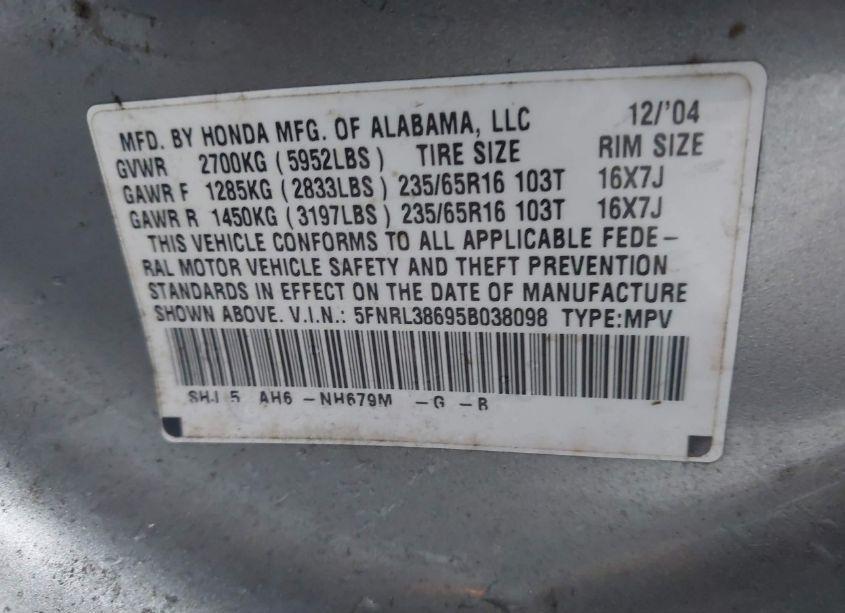 MFD. BY HONDA MFG. OF ALABAMA, LLC 12/'04
GVWR 2700KG (5952LBS) TIRE SIZE RIM SIZE
GAWR F 1285KG (2833LBS) 235/65R16 103T 16X7J
GAWR R 1450KG (3197LBS) 235/65R16 103T 16X7J
THIS VEHICLE CONFORMS TO ALL APPLICABLE FEDE-
RAL MOTOR VEHICLE SAFETY AND THEFT PREVENTION
STANDARDS IN EFFECT ON THE DATE OF MANUFACTURE
SHOWN ABOVE. V.I.N.: 5FNRL38695B038098 TYPE:MPV
SHJ 5 AH6 -NH679M -G -B